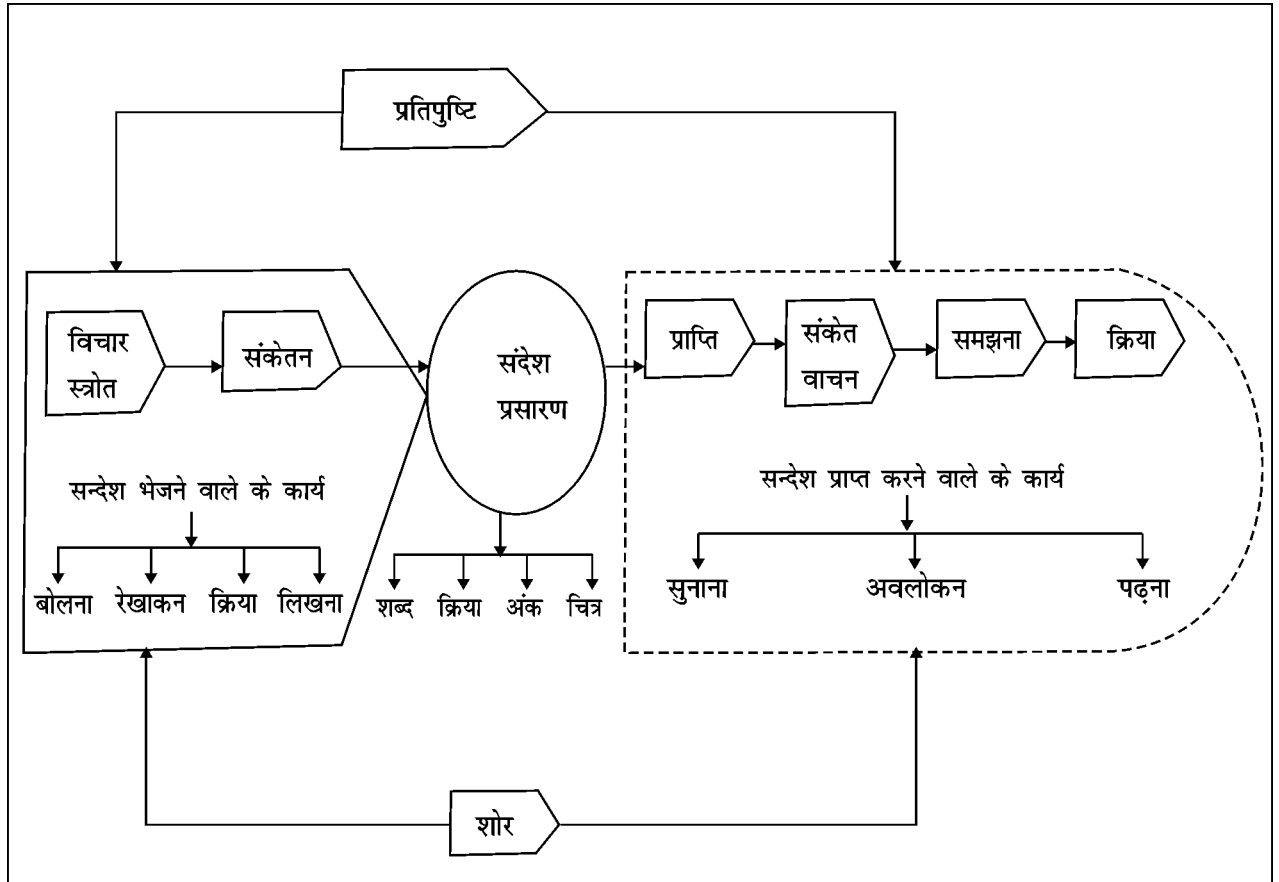 प्रतिपुष्टि
विचार
स्त्रोत
संकेतन
संदेश
प्रसारण
प्राप्ति
संकेत
वाचन
समझना
क्रिया
सन्देश भेजने वाले के कार्य
बोलना रेखाकन क्रिया लिखना
शब्द क्रिया अंक चित्र
सन्देश प्राप्त करने वाले के कार्य
सुनाना अवलोकन पढ़ना
शोर